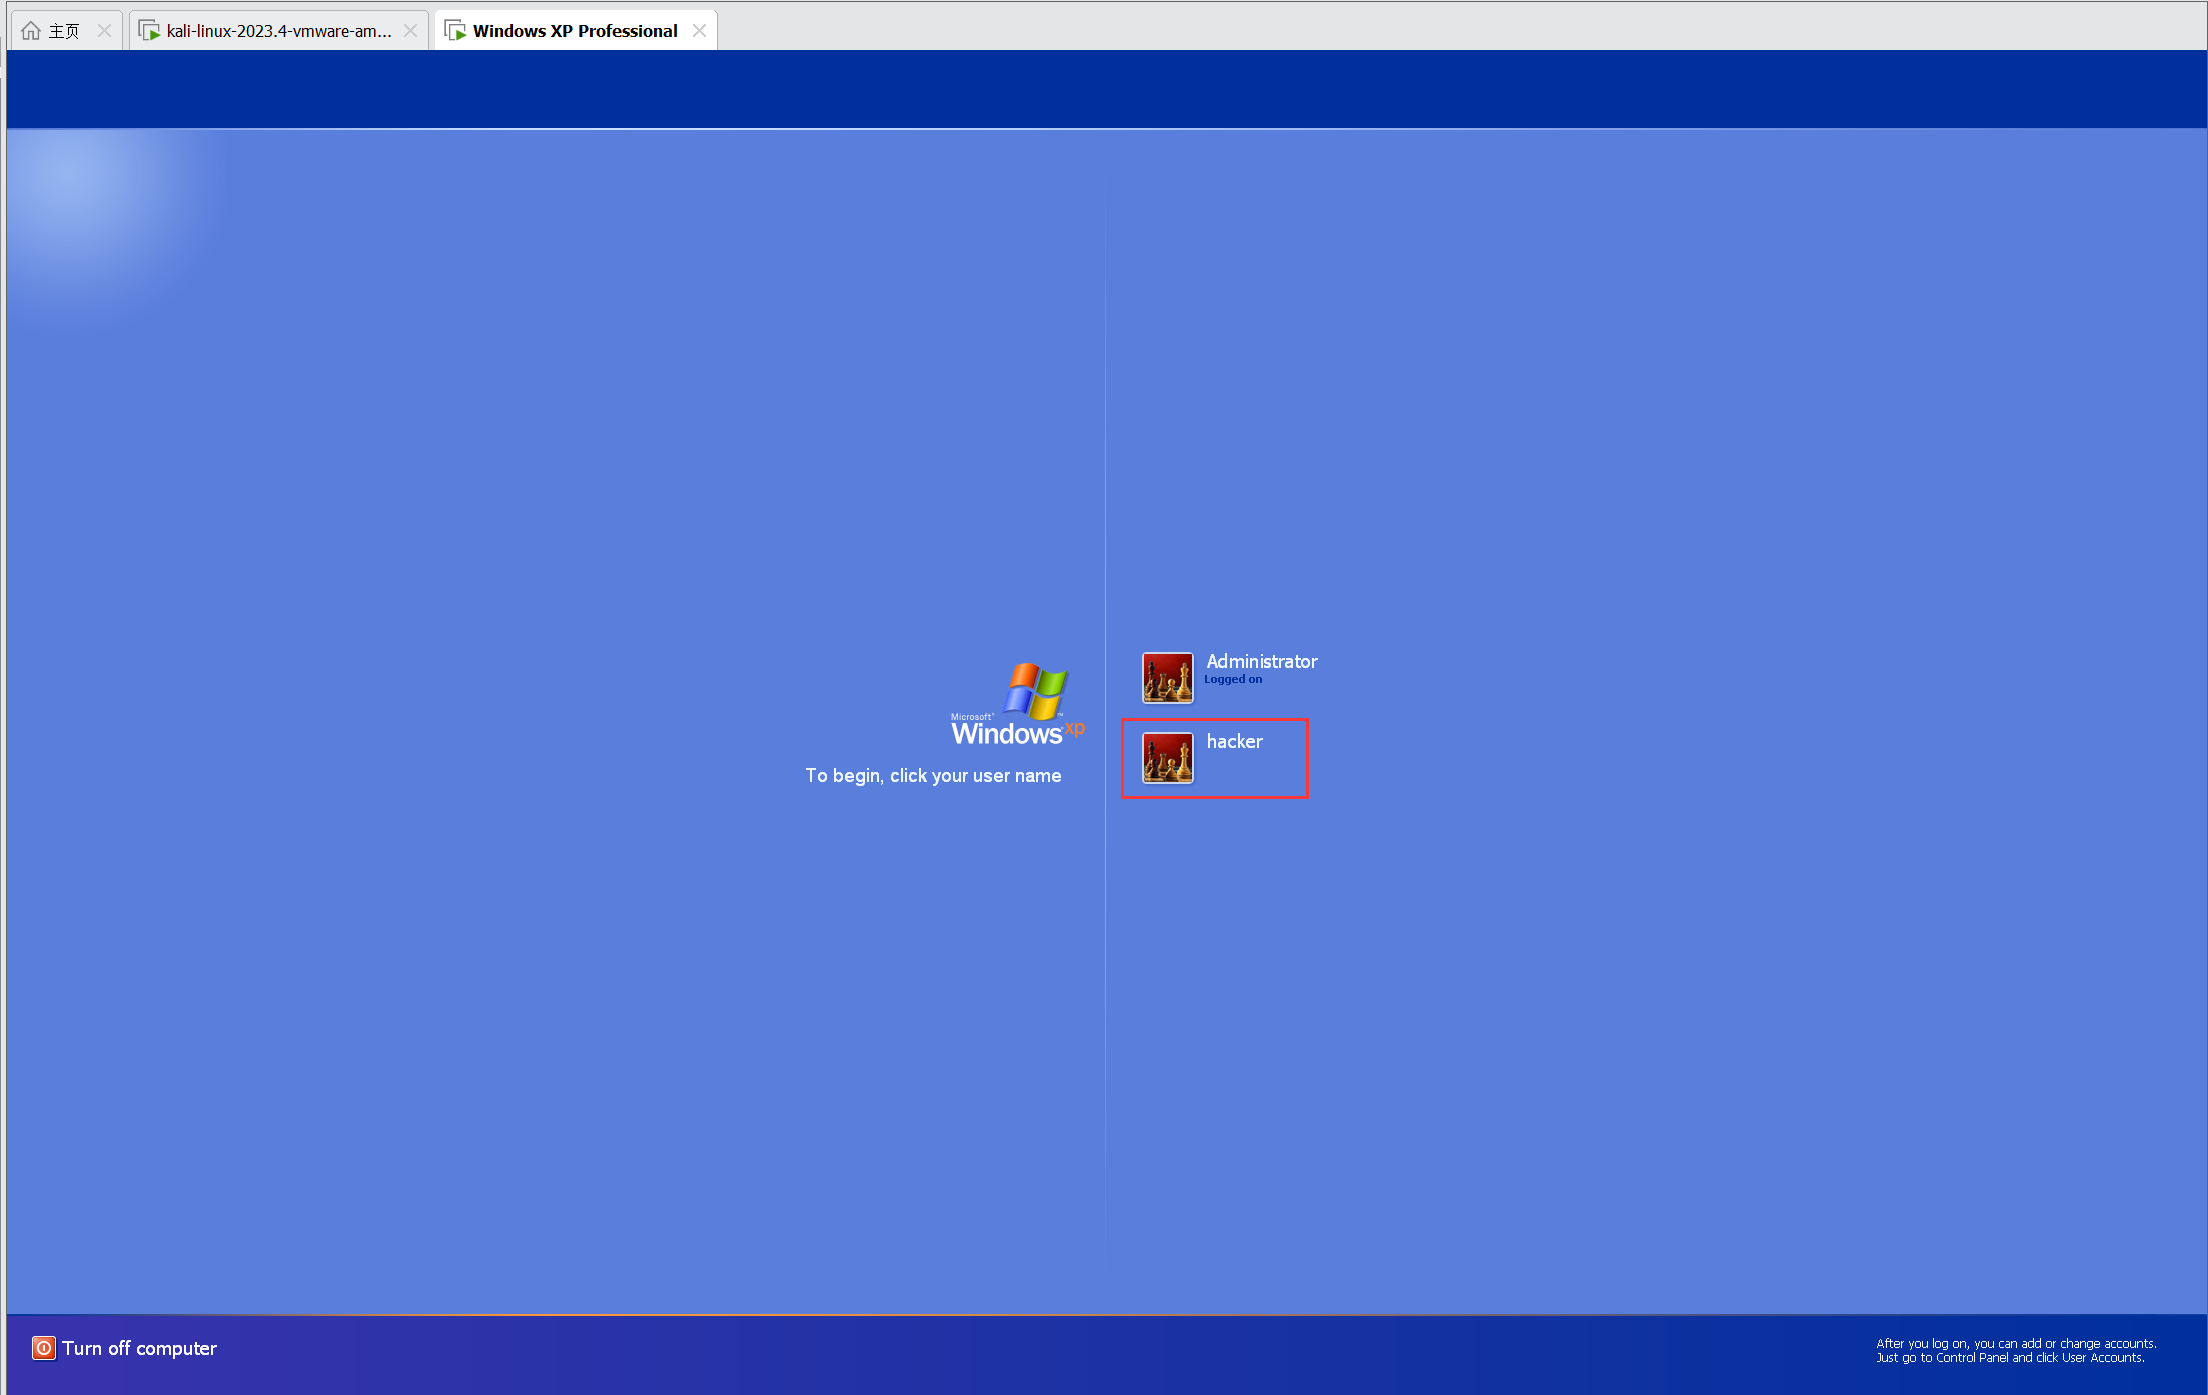 主页
kali-linux-2023.4-vmware-am...
Windows XP Professional
Administrator
Logged on
Microsoft®
Windows xp™
hacker
To begin, click your user name
Turn off computer
After you log on, you can add or change accounts.
Just go to Control Panel and click User Accounts.